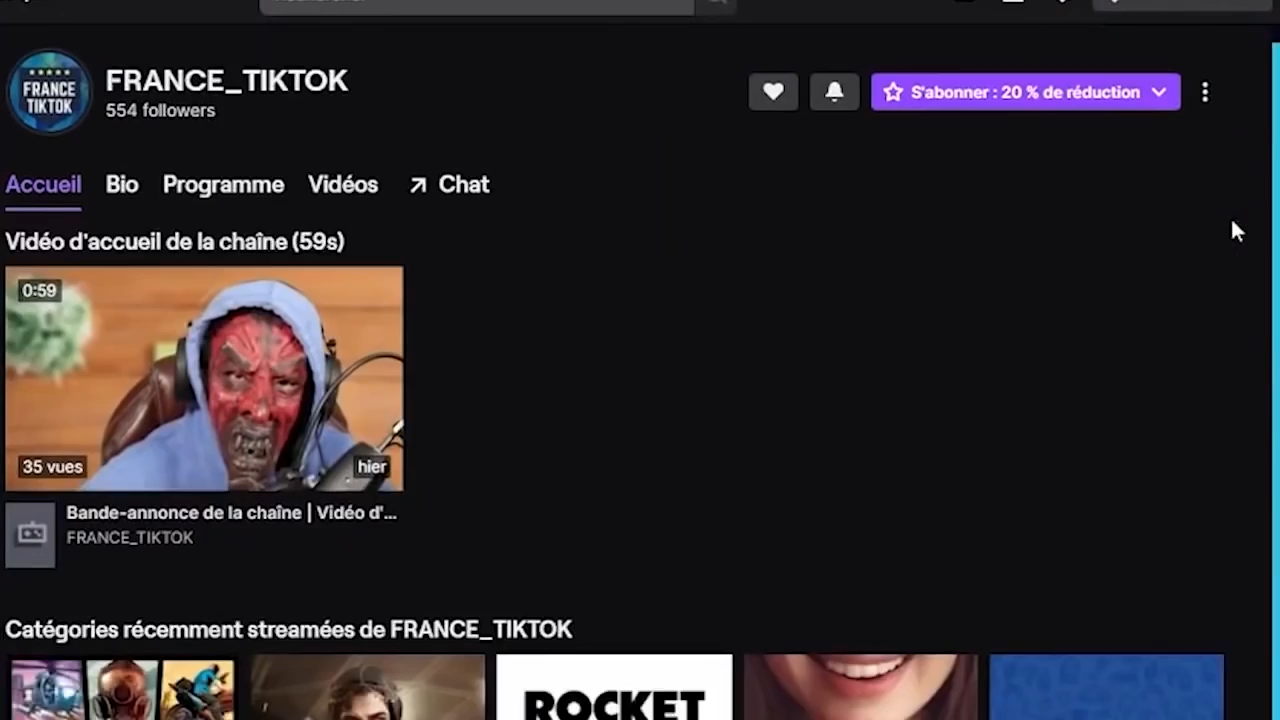 FRANCE
TIKTOK
FRANCE_TIKTOK
554 followers
S'abonner : 20 % de réduction
Accueil
Bio
Programme
Vidéos
Chat
Vidéo d'accueil de la chaîne (59s)
0:59
35 vues
hier
Bande-annonce de la chaîne | Vidéo d'...
FRANCE_TIKTOK
Catégories récemment streamées de FRANCE_TIKTOK
ROCKET